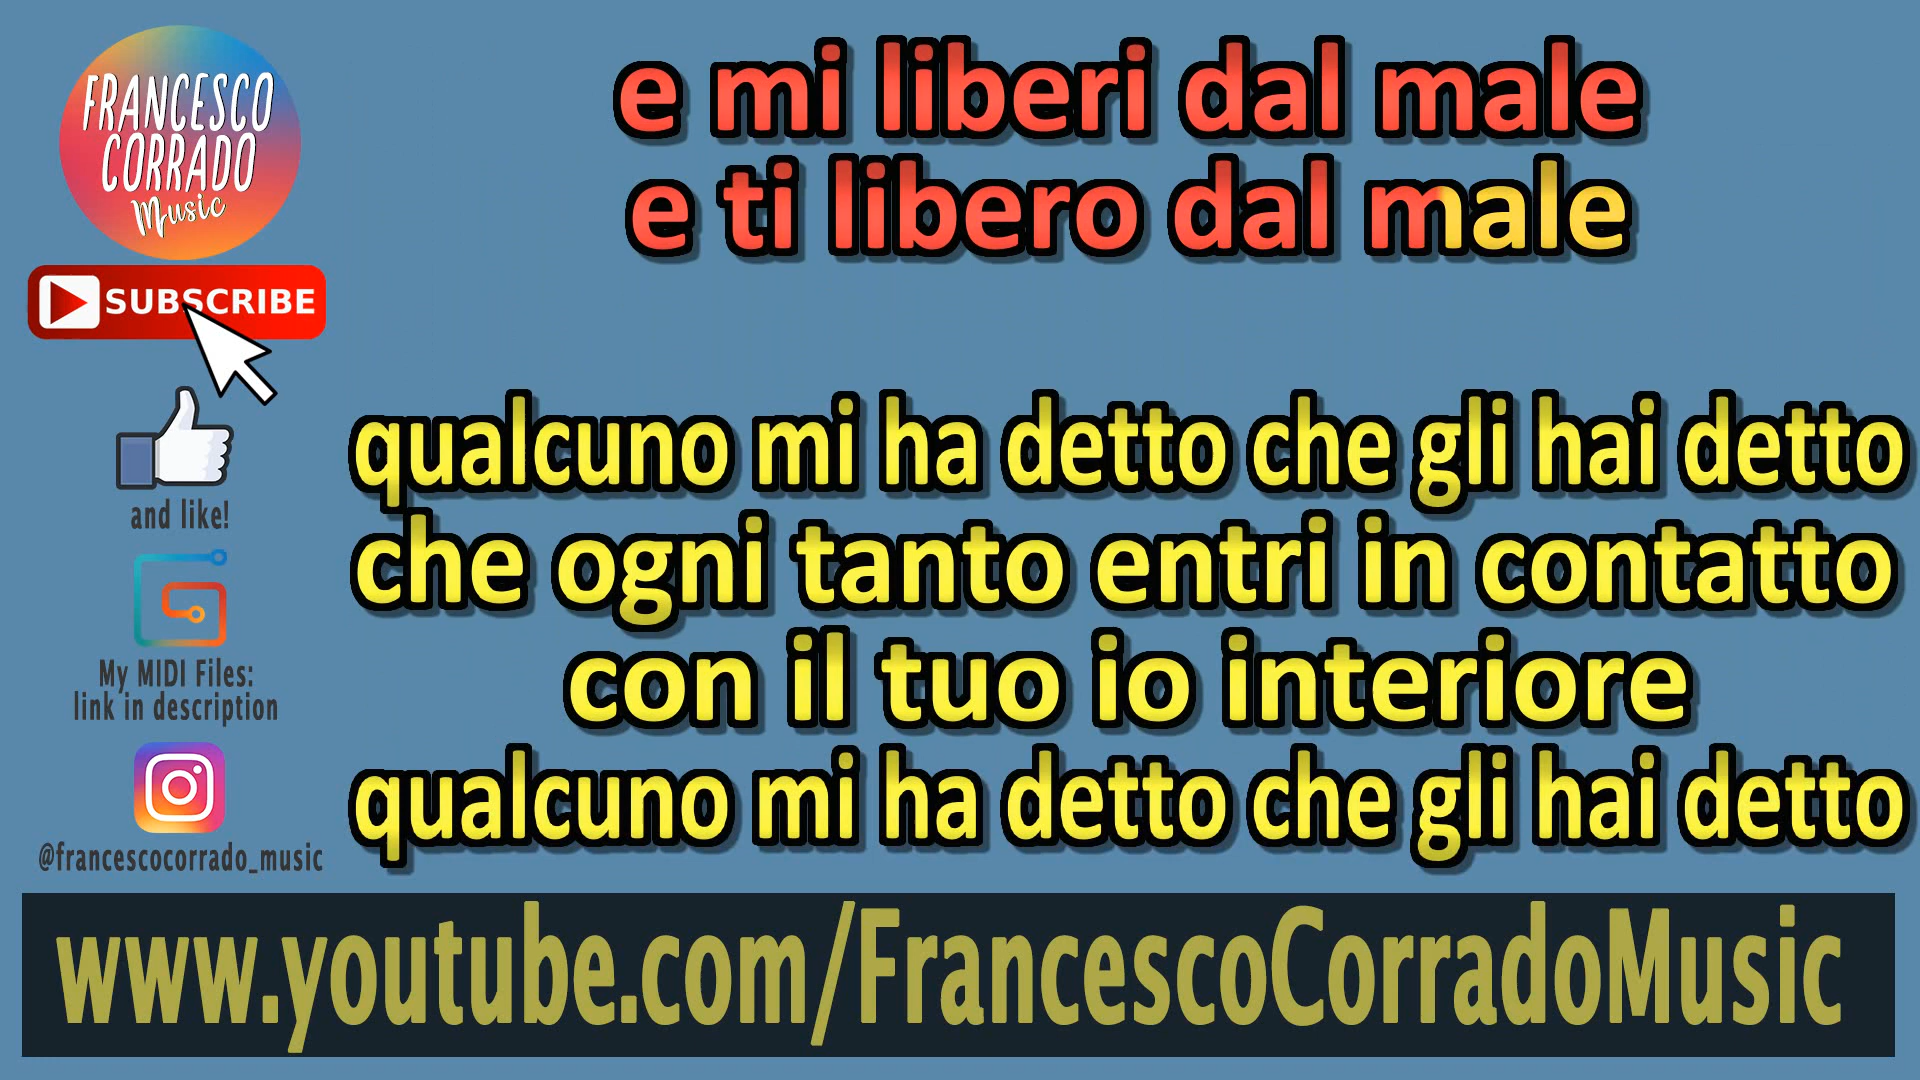 FRANCESCO
CORRADO
Music
SUBSCRIBE
and like!
My MIDI Files:
link in description
@francescocorrado_music
e mi liberi dal male
e ti libero dal male
qualcuno mi ha detto che gli hai detto
che ogni tanto entri in contatto
con il tuo io interiore
qualcuno mi ha detto che gli hai detto
www.youtube.com/FrancescoCorradoMusic